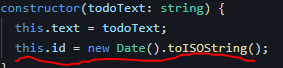 constructor(todoText: string) {
this.text = todoText;
this.id = new Date().toISOString();
}